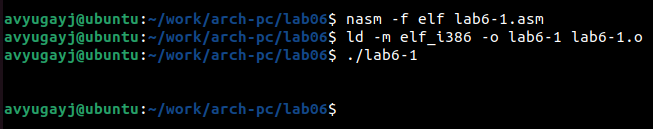 avyugayj@ubuntu:~/work/arch-pc/lab06$ nasm -f elf lab6-1.asm
avyugayj@ubuntu:~/work/arch-pc/lab06$ ld -m elf_i386 -o lab6-1 lab6-1.o
avyugayj@ubuntu:~/work/arch-pc/lab06$ ./lab6-1
avyugayj@ubuntu:~/work/arch-pc/lab06$